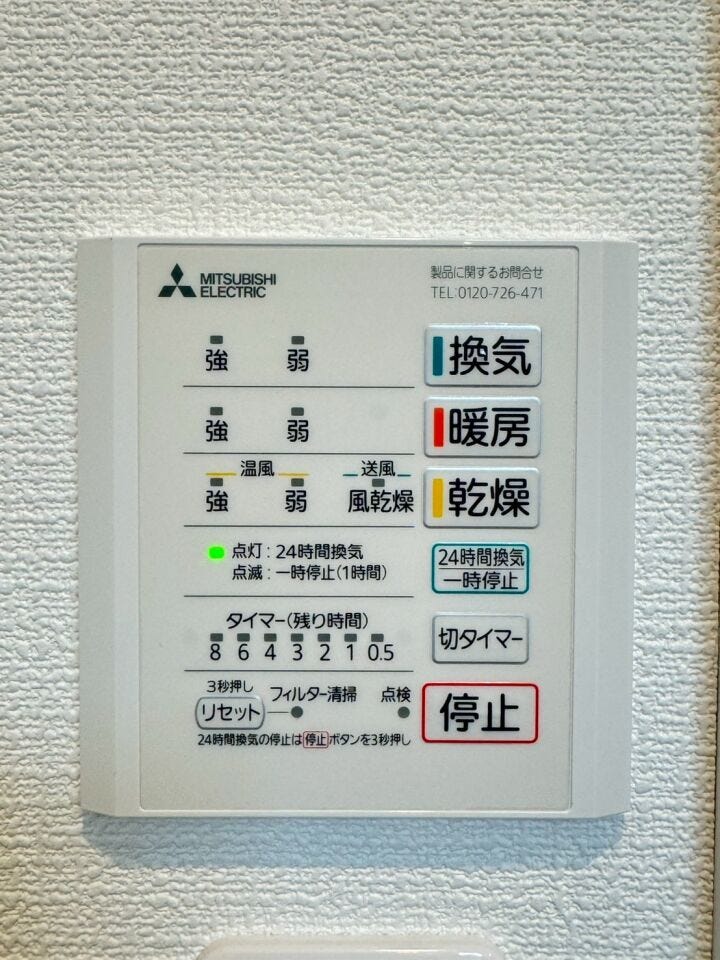 MITSUBISHI
ELECTRIC
製品に関するお問合せ
TEL:0120-726-471
強 弱 換気
強 弱 暖房
温風 送風
強 弱 風乾燥 乾燥
点灯:24時間換気
点滅:一時停止(1時間)
24時間換気
一時停止
タイマー(残り時間)
8 6 4 3 2 1 0.5
切タイマー
3秒押し
リセット フィルター清掃 点検
停止
24時間換気の停止は停止ボタンを3秒押し